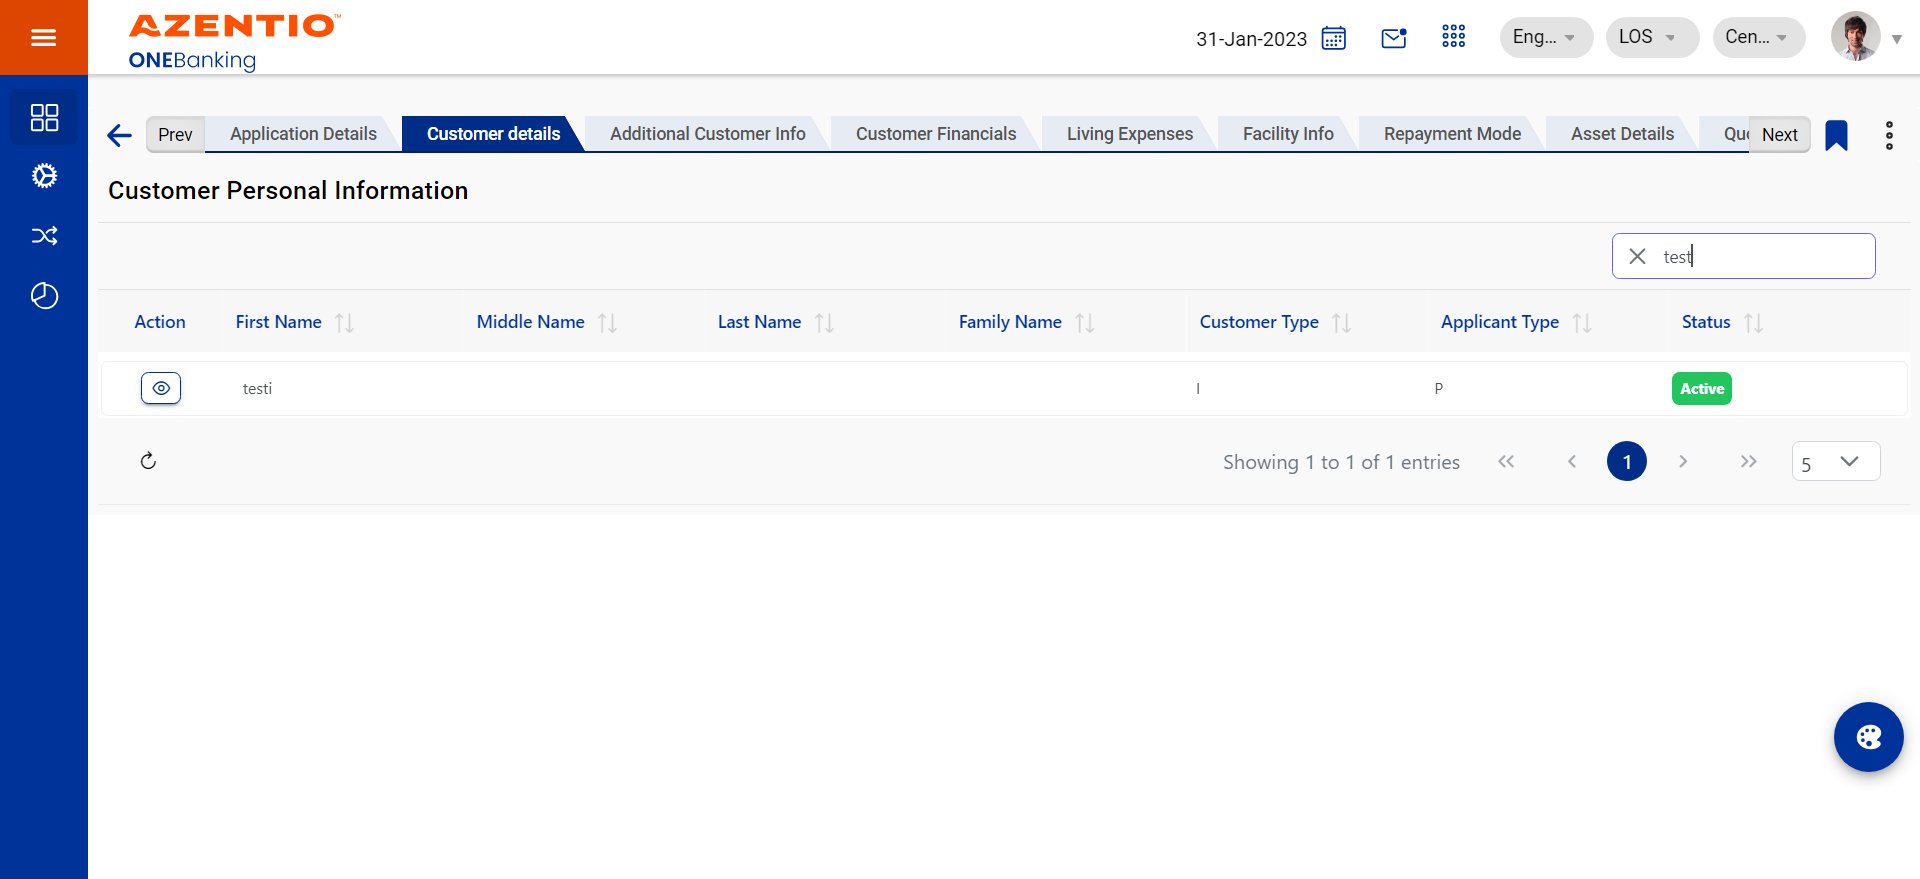 AZENTIO™
ONEBanking
31-Jan-2023
Eng...
LOS
Cen...
Prev
Application Details
Customer details
Additional Customer Info
Customer Financials
Living Expenses
Facility Info
Repayment Mode
Asset Details
Next
Customer Personal Information
test
Action First Name Middle Name Last Name Family Name Customer Type Applicant Type Status
testi I P Active
Showing 1 to 1 of 1 entries
1
5